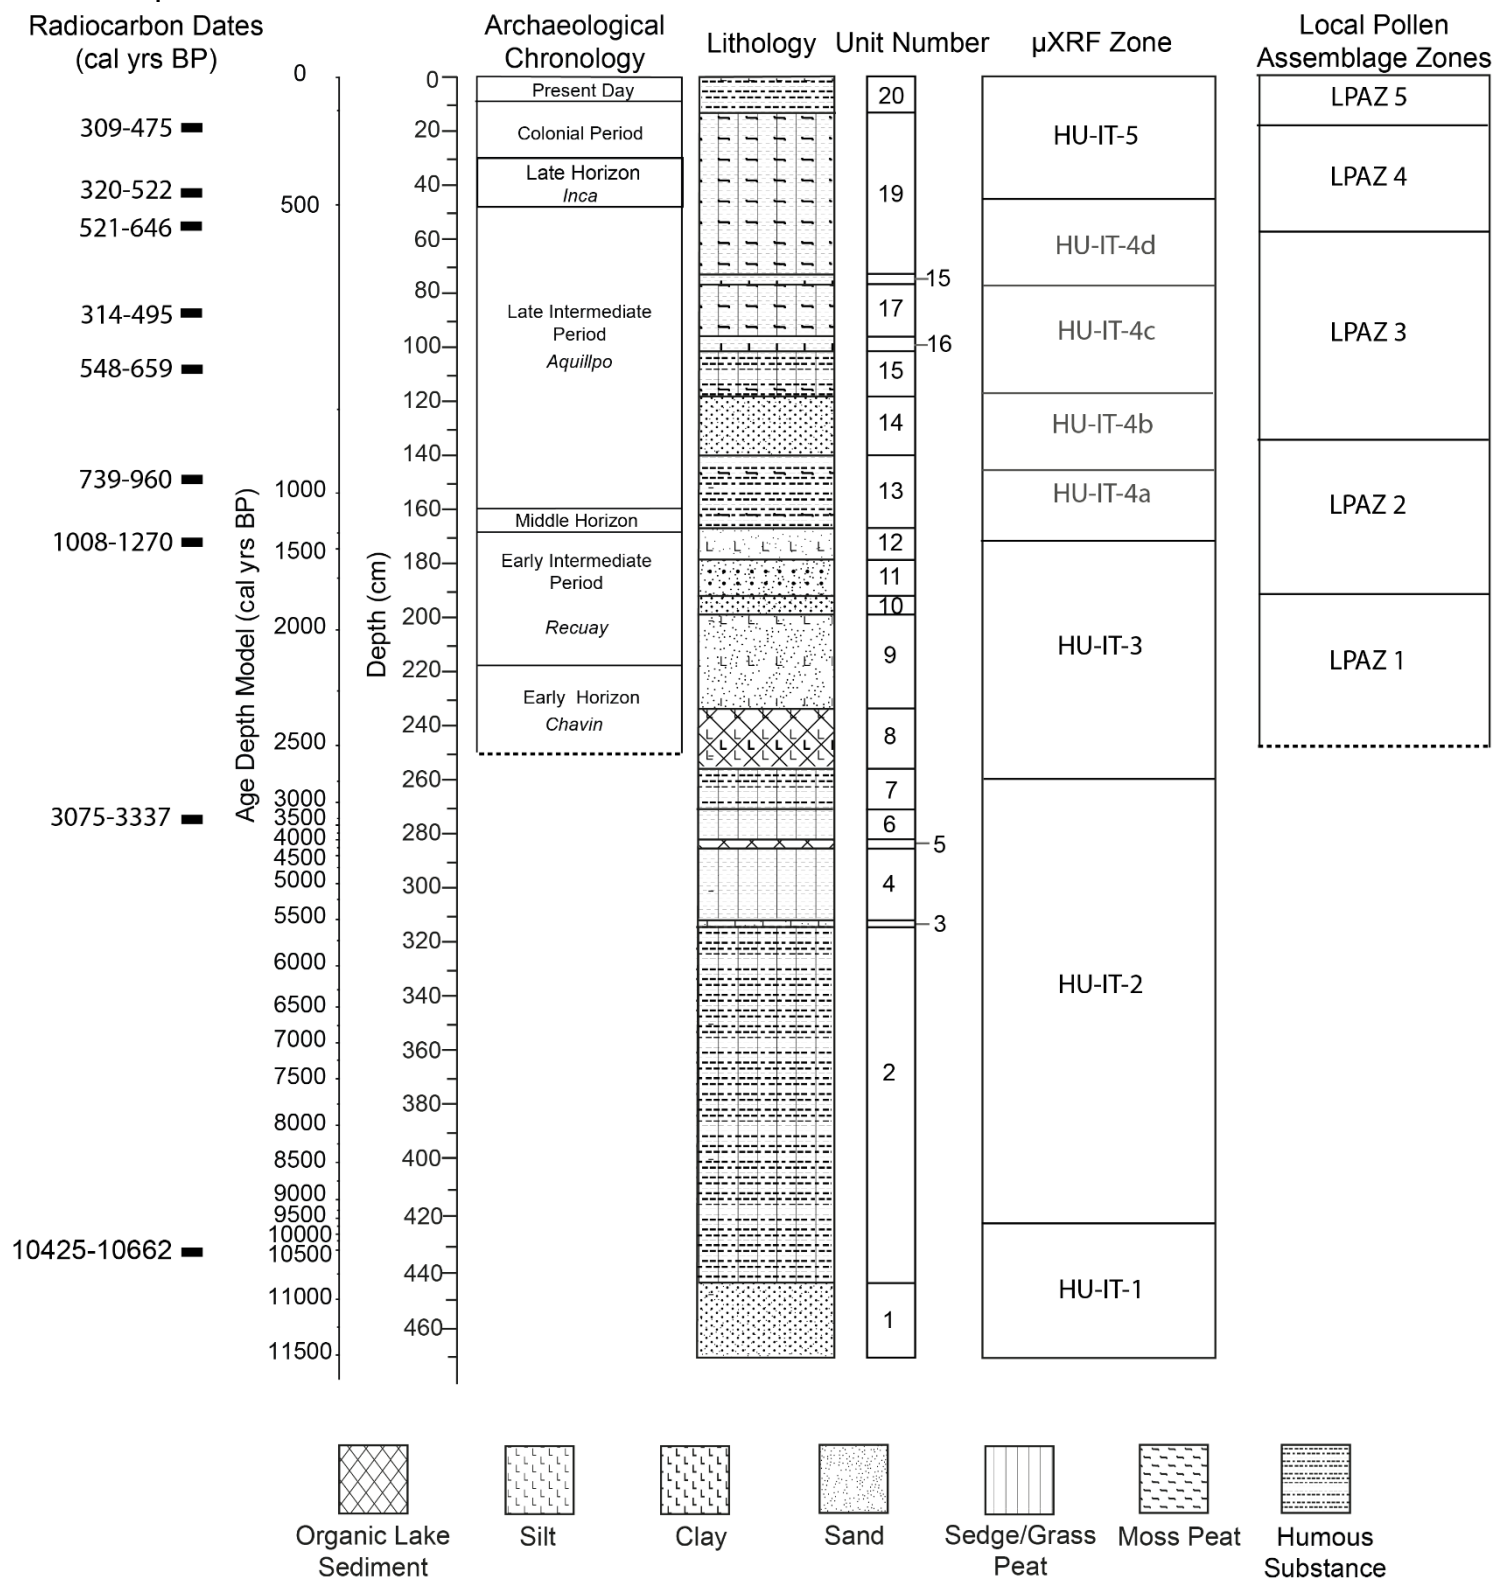 Radiocarbon Dates
(cal yrs BP)
Archaeological
Chronology
Lithology
Unit Number
µXRF Zone
Local Pollen
Assemblage Zones
309-475
320-522
521-646
314-495
548-659
739-960
1008-1270
3075-3337
10425-10662
Age Depth Model (cal yrs BP)
0
500
1000
1500
2000
2500
3000
3500
4000
4500
5000
5500
6000
6500
7000
7500
8000
8500
9000
9500
10000
10500
11000
11500
Depth (cm)
0
20
40
60
80
100
120
140
160
180
200
220
240
260
280
300
320
340
360
380
400
420
440
460
Present Day
Colonial Period
Late Horizon
Inca
Late Intermediate
Period
Aquillpo
Middle Horizon
Early Intermediate
Period
Recuay
Early Horizon
Chavin
20
19
15
17
16
15
14
13
12
11
10
9
8
7
6
5
4
3
2
1
HU-IT-5
HU-IT-4d
HU-IT-4c
HU-IT-4b
HU-IT-4a
HU-IT-3
HU-IT-2
HU-IT-1
LPAZ 5
LPAZ 4
LPAZ 3
LPAZ 2
LPAZ 1
Organic Lake
Sediment
Silt
Clay
Sand
Sedge/Grass
Peat
Moss Peat
Humous
Substance